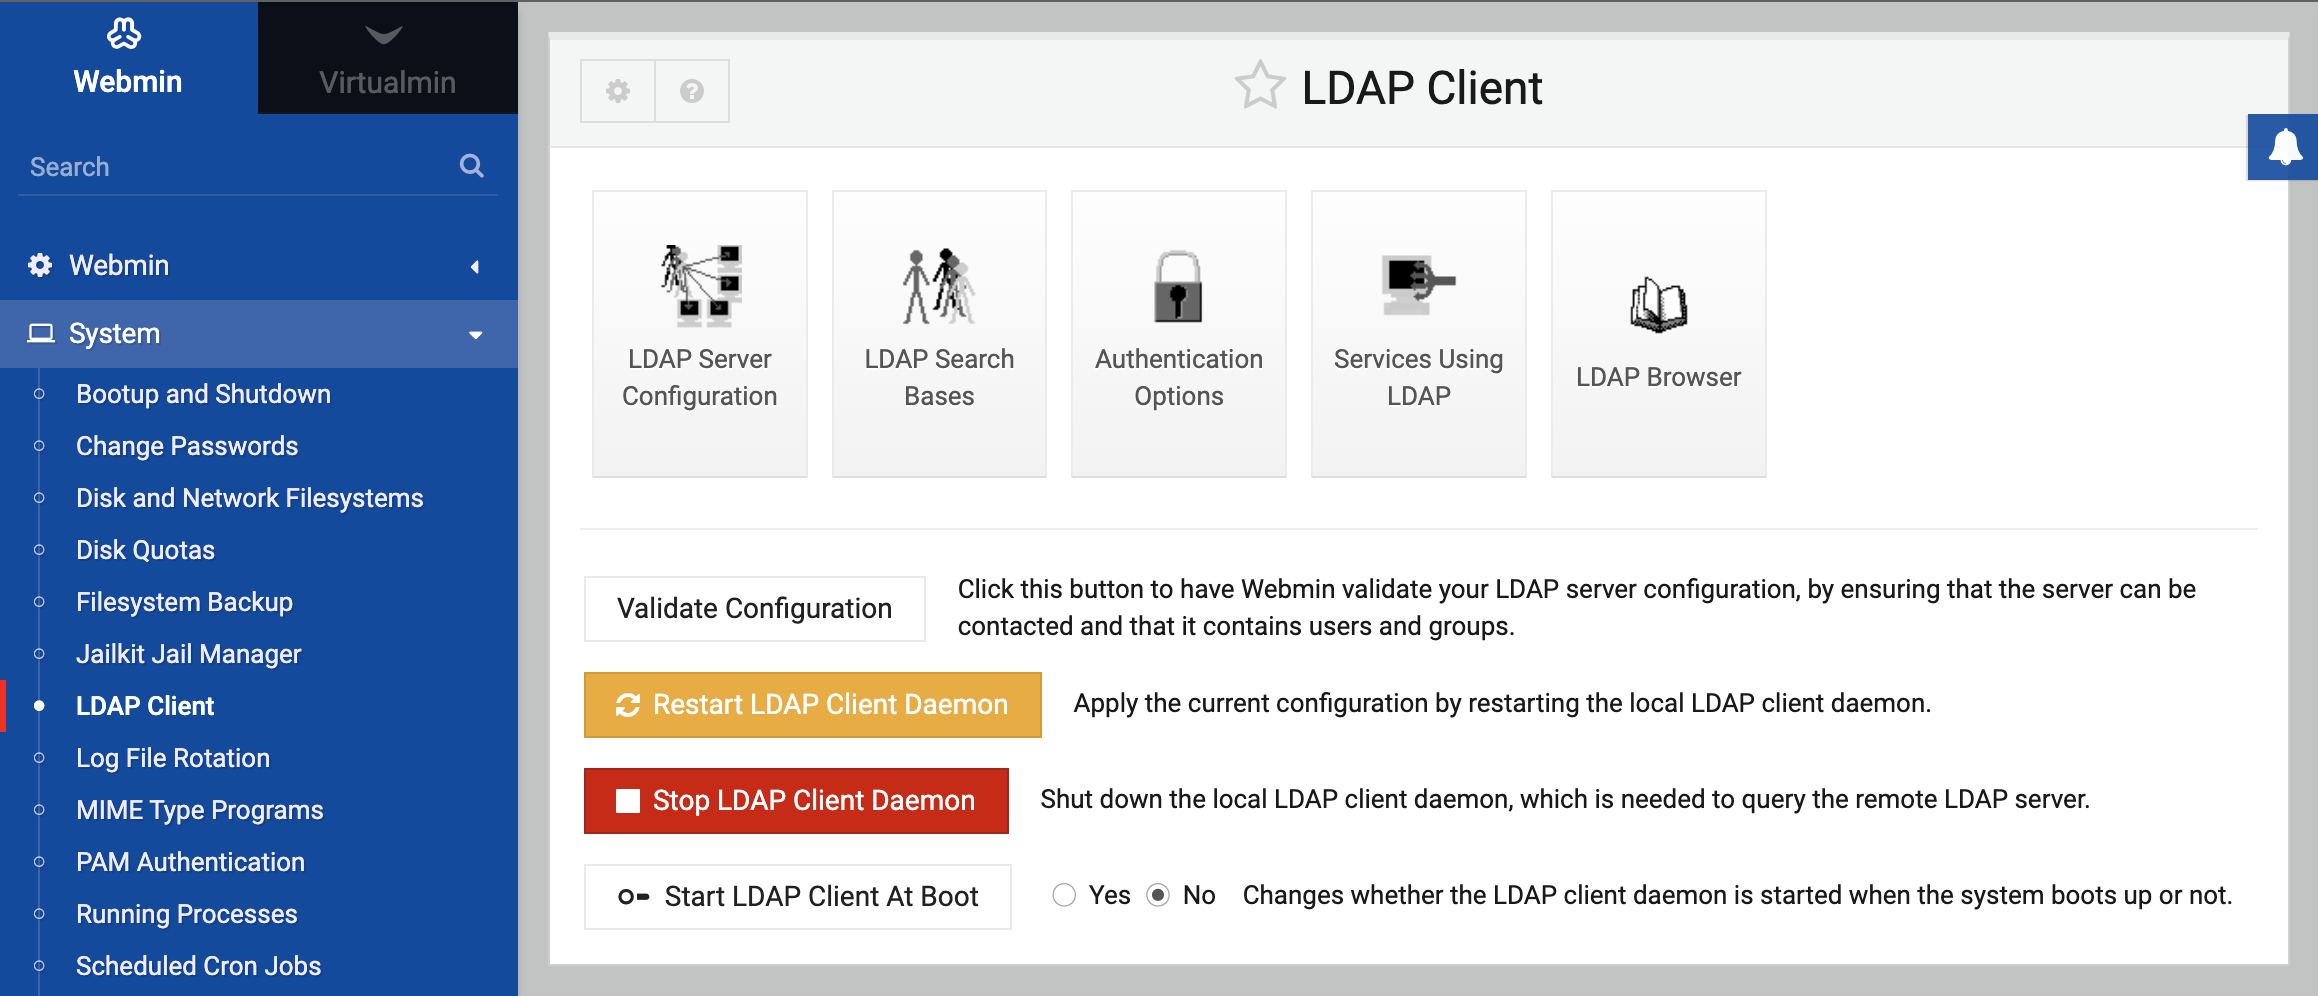 Webmin
Virtualmin
Search
Webmin
System
Bootup and Shutdown
Change Passwords
Disk and Network Filesystems
Disk Quotas
Filesystem Backup
Jailkit Jail Manager
LDAP Client
Log File Rotation
MIME Type Programs
PAM Authentication
Running Processes
Scheduled Cron Jobs
LDAP Client
LDAP Server
Configuration
LDAP Search
Bases
Authentication
Options
Services Using
LDAP
LDAP Browser
Validate Configuration
Click this button to have Webmin validate your LDAP server configuration, by ensuring that the server can be
contacted and that it contains users and groups.
Restart LDAP Client Daemon
Apply the current configuration by restarting the local LDAP client daemon.
Stop LDAP Client Daemon
Shut down the local LDAP client daemon, which is needed to query the remote LDAP server.
Start LDAP Client At Boot
Yes No Changes whether the LDAP client daemon is started when the system boots up or not.